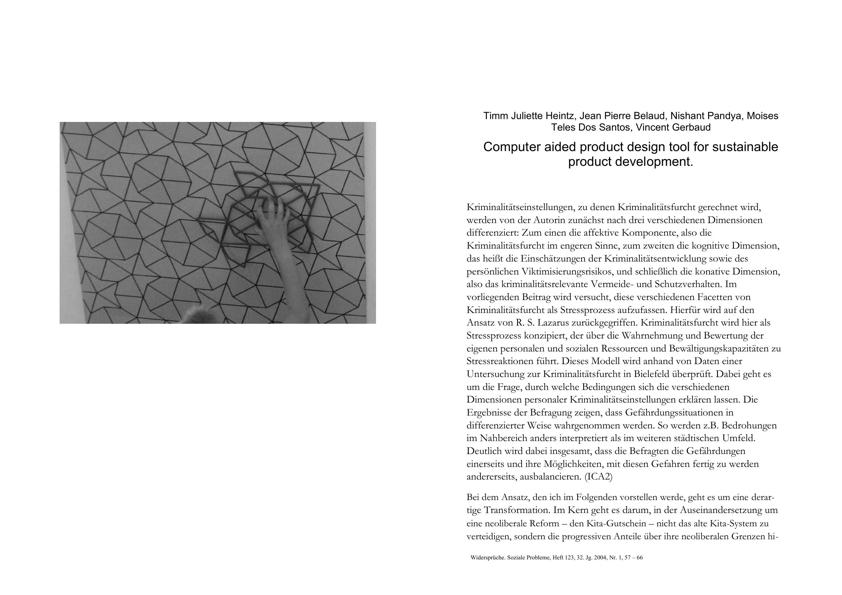 Timm Juliette Heintz, Jean Pierre Belaud, Nishant Pandya, Moises
Teles Dos Santos, Vincent Gerbaud
Computer aided product design tool for sustainable
product development.
Kriminalitätseinstellungen, zu denen Kriminalitätsfurcht gerechnet wird,
werden von der Autorin zunächst nach drei verschiedenen Dimensionen
differenziert: Zum einen die affektive Komponente, also die
Kriminalitätsfurcht im engeren Sinne, zum zweiten die kognitive Dimension,
das heißt die Einschätzungen der Kriminalitätsentwicklung sowie des
persönlichen Viktimisierungsrisikos, und schließlich die konative Dimension,
also das kriminalitätsrelevante Vermeide- und Schutzverhalten. Im
vorliegenden Beitrag wird versucht, diese verschiedenen Facetten von
Kriminalitätsfurcht als Stressprozess aufzufassen. Hierfür wird auf den
Ansatz von R. S. Lazarus zurückgegriffen. Kriminalitätsfurcht wird hier als
Stressprozess konzipiert, der über die Wahrnehmung und Bewertung der
eigenen personalen und sozialen Ressourcen und Bewältigungskapazitäten zu
Stressreaktionen führt. Dieses Modell wird anhand von Daten einer
Untersuchung zur Kriminalitätsfurcht in Bielefeld überprüft. Dabei geht es
um die Frage, durch welche Bedingungen sich die verschiedenen
Dimensionen personaler Kriminalitätseinstellungen erklären lassen. Die
Ergebnisse der Befragung zeigen, dass Gefährdungssituationen in
differenzierter Weise wahrgenommen werden. So werden z.B. Bedrohungen
im Nahbereich anders interpretiert als im weiteren städtischen Umfeld.
Deutlich wird dabei insgesamt, dass die Befragten die Gefährdungen
einerseits und ihre Möglichkeiten, mit diesen Gefahren fertig zu werden
andererseits, ausbalancieren. (ICA2)
Bei dem Ansatz, den ich im Folgenden vorstellen werde, geht es um eine derar-
tige Transformation. Im Kern geht es darum, in der Auseinandersetzung um
eine neoliberale Reform – den Kita-Gutschein – nicht das alte Kita-System zu
verteidigen, sondern die progressiven Anteile über ihre neoliberalen Grenzen hi-
Widersprüche. Soziale Probleme, Heft 123, 32. Jg. 2004, Nr. 1, 57 – 66